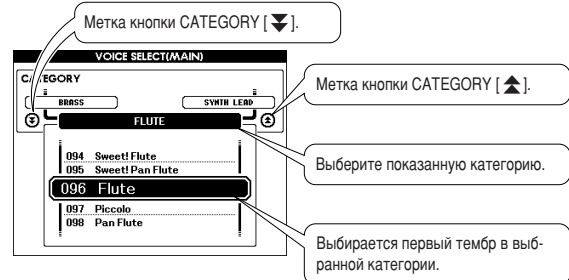 Метка кнопки CATEGORY [ ].
VOICE SELECT(MAIN)
CATEGORY
BRASS
SYNTH LEAD
FLUTE
094 Sweet! Flute
095 Sweet! Pan Flute
096 Flute
097 Piccolo
098 Pan Flute
Метка кнопки CATEGORY [ ].
Выберите показанную категорию.
Выбирается первый тембр в выб-
ранной категории.